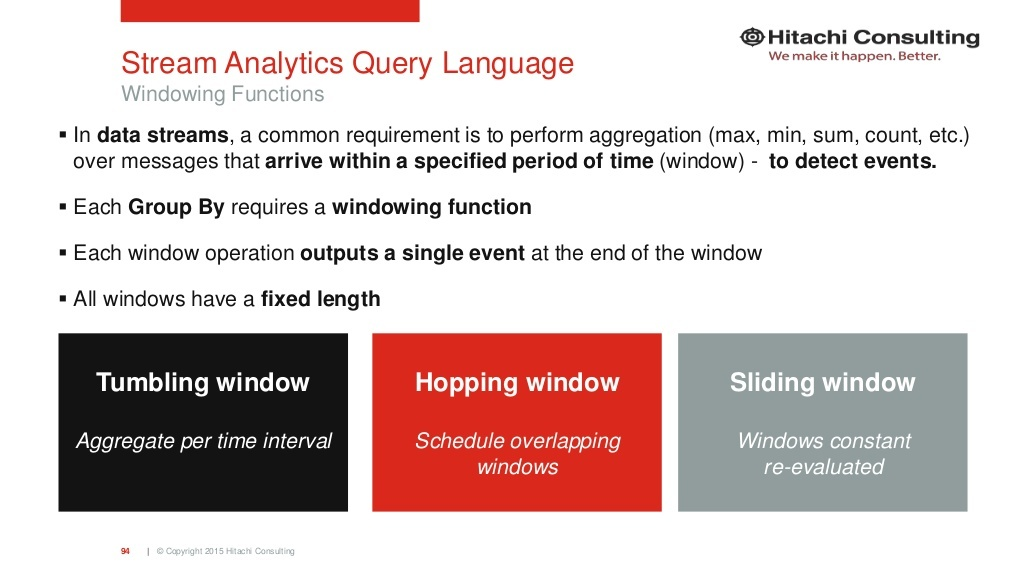 Hitachi Consulting
We make it happen. Better.
Stream Analytics Query Language
Windowing Functions
▪ In data streams, a common requirement is to perform aggregation (max, min, sum, count, etc.)
over messages that arrive within a specified period of time (window) - to detect events.
▪ Each Group By requires a windowing function
▪ Each window operation outputs a single event at the end of the window
▪ All windows have a fixed length
Tumbling window
Aggregate per time interval
Hopping window
Schedule overlapping
windows
Sliding window
Windows constant
re-evaluated
94 | © Copyright 2015 Hitachi Consulting